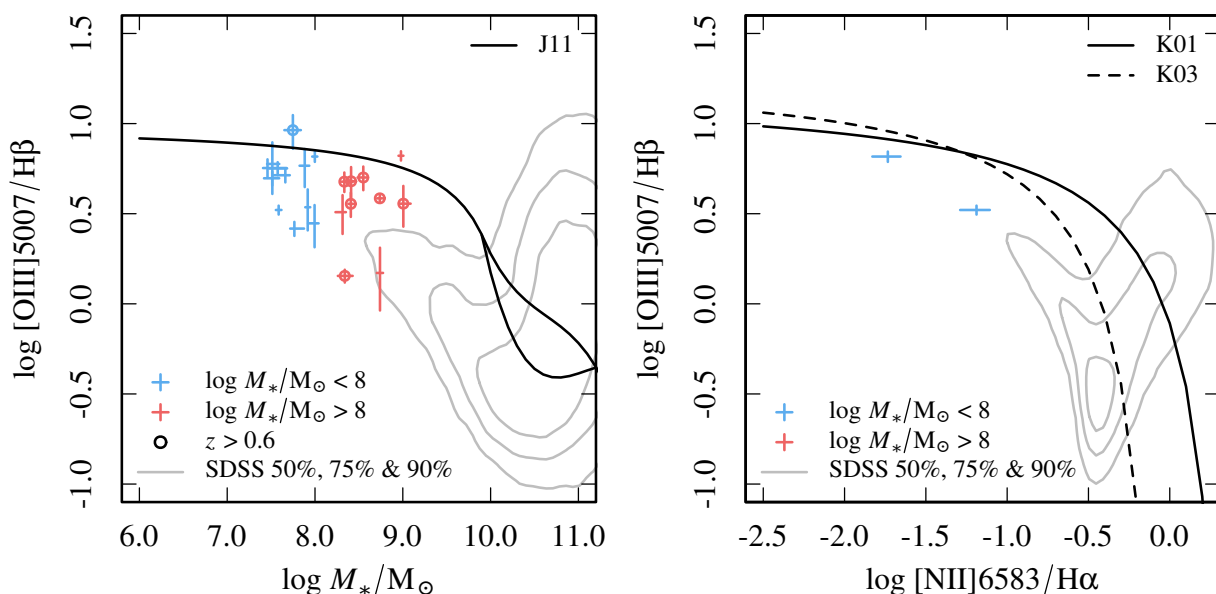 1.5
1.0
0.5
0.0
-0.5
-1.0
log [OIII]5007/Hβ
J11
log M*/M⊙ < 8
log M*/M⊙ > 8
z > 0.6
SDSS 50%, 75% & 90%
6.0 7.0 8.0 9.0 10.0 11.0
log M*/M⊙
1.5
1.0
0.5
0.0
-0.5
-1.0
log [OIII]5007/Hβ
K01
K03
log M*/M⊙ < 8
log M*/M⊙ > 8
SDSS 50%, 75% & 90%
-2.5 -2.0 -1.5 -1.0 -0.5 0.0
log [NII]6583/Hα